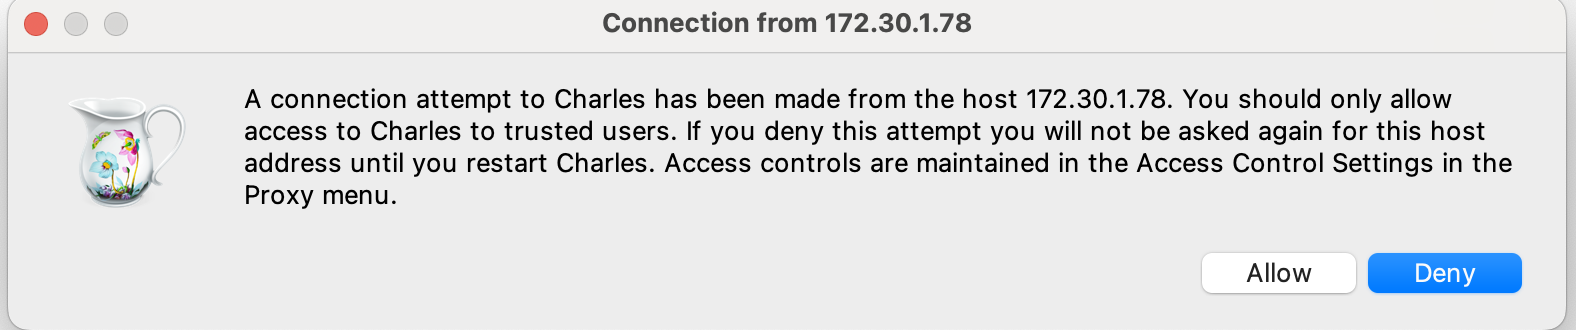 Connection from 172.30.1.78
A connection attempt to Charles has been made from the host 172.30.1.78. You should only allow
access to Charles to trusted users. If you deny this attempt you will not be asked again for this host
address until you restart Charles. Access controls are maintained in the Access Control Settings in the
Proxy menu.
Allow
Deny